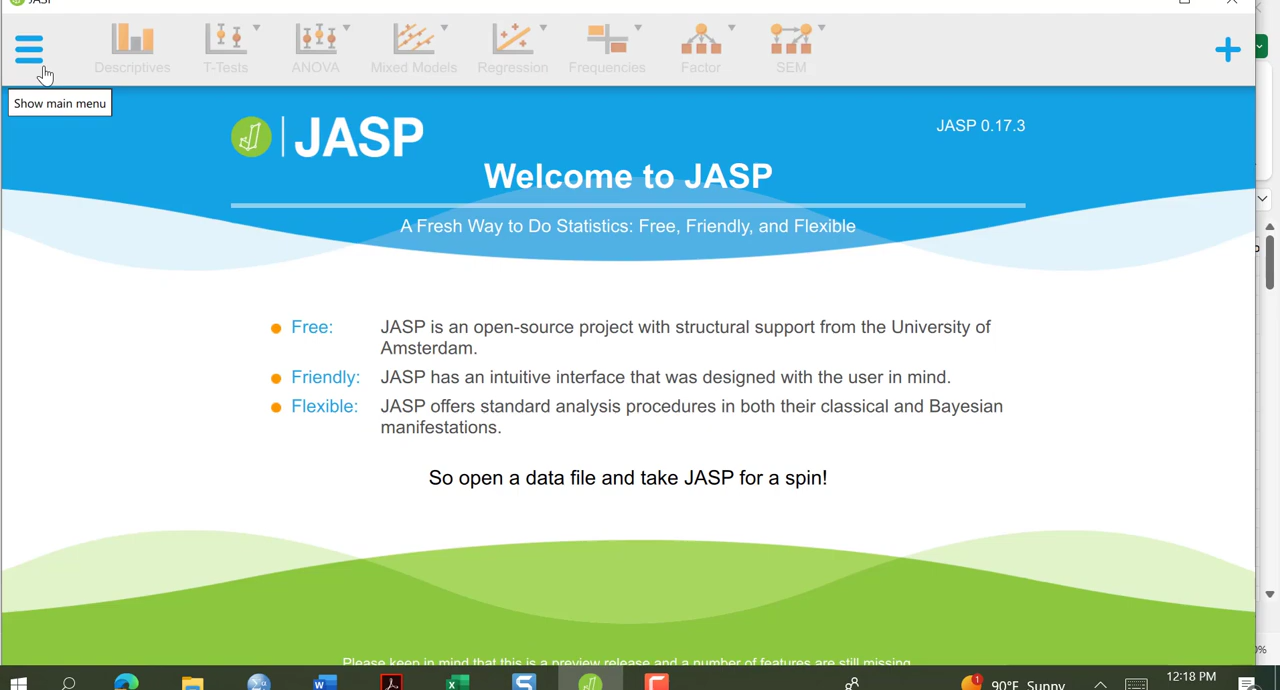 JASP
Descriptives T-Tests ANOVA Mixed Models Regression Frequencies Factor SEM
Show main menu
JASP
JASP 0.17.3
Welcome to JASP
A Fresh Way to Do Statistics: Free, Friendly, and Flexible
Free: JASP is an open-source project with structural support from the University of
Amsterdam.
Friendly: JASP has an intuitive interface that was designed with the user in mind.
Flexible: JASP offers standard analysis procedures in both their classical and Bayesian
manifestations.
So open a data file and take JASP for a spin!
Please keep in mind that this is a preview release and a number of features are still missing.
12:18 PM
90°F Sunny